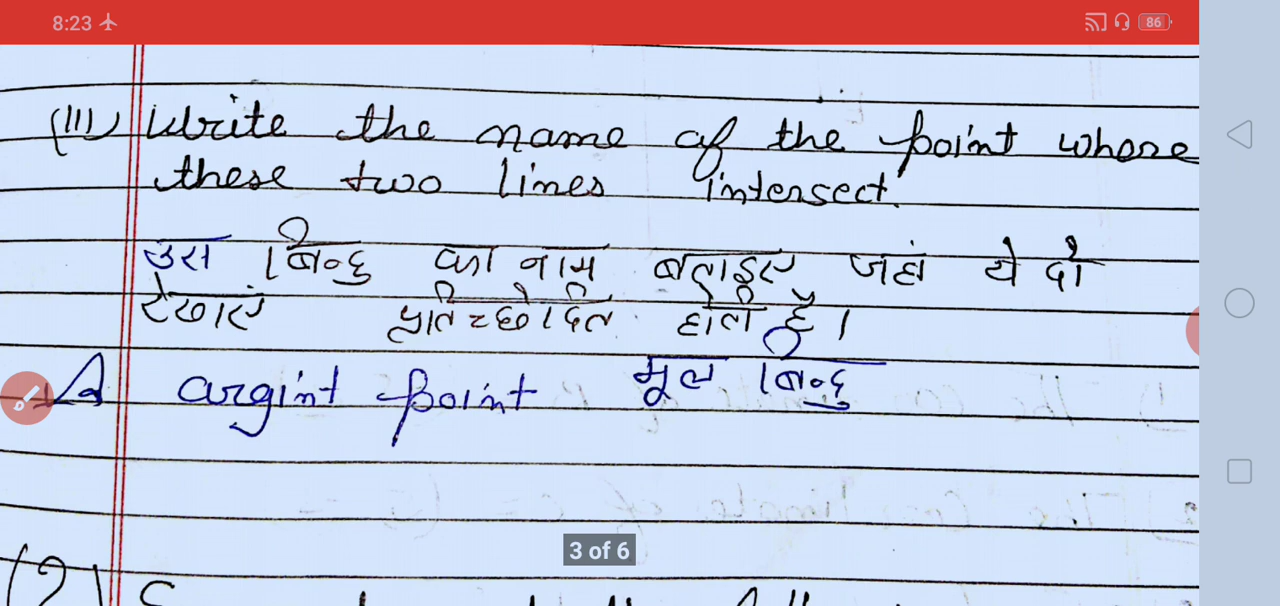 8:23
86
(III) Write the name of the point where
these two lines intersect.
उस बिन्दु का नाम बताइए जहां ये दो
रेखाएं प्रतिच्छेदित होती है।
argint point मूल बिन्दु
3 of 6
(2)